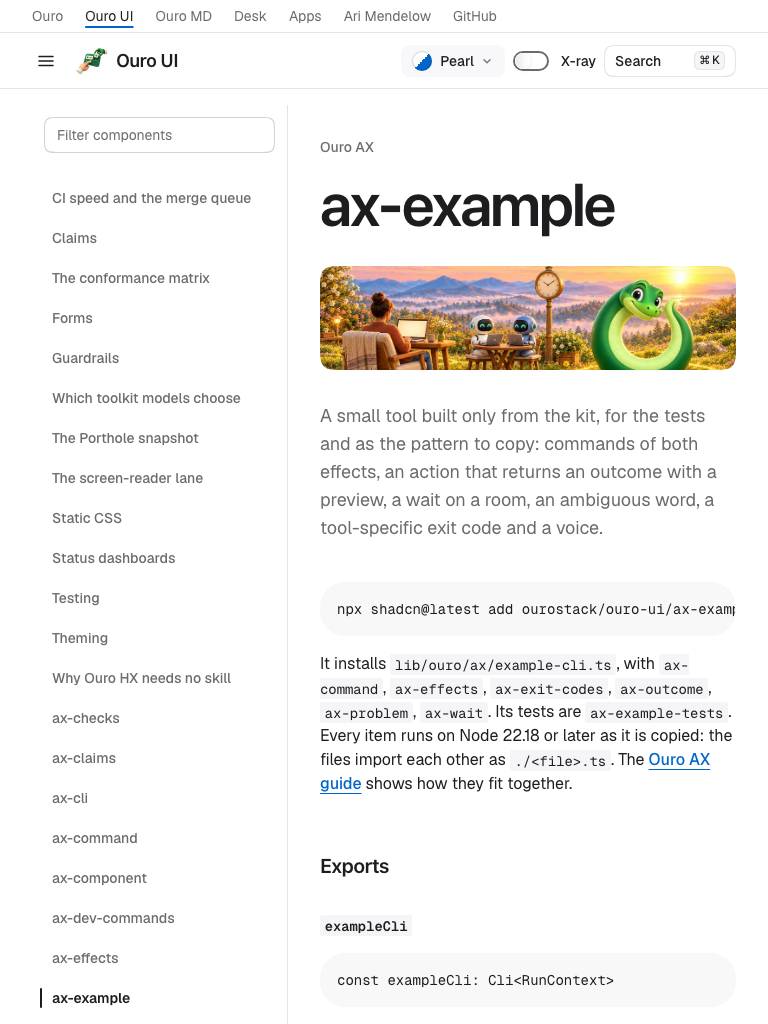 Ouro Ouro UI Ouro MD Desk Apps Ari Mendelow GitHub
Ouro UI Pearl X-ray Search ⌘ K
Filter components
CI speed and the merge queue
Claims
The conformance matrix
Forms
Guardrails
Which toolkit models choose
The Porthole snapshot
The screen-reader lane
Static CSS
Status dashboards
Testing
Theming
Why Ouro HX needs no skill
ax-checks
ax-claims
ax-cli
ax-command
ax-component
ax-dev-commands
ax-effects
ax-example
Ouro AX
ax-example
A small tool built only from the kit, for the tests
and as the pattern to copy: commands of both
effects, an action that returns an outcome with a
preview, a wait on a room, an ambiguous word, a
tool-specific exit code and a voice.
npx shadcn@latest add ourostack/ouro-ui/ax-examp
It installs lib/ouro/ax/example-cli.ts , with ax-
command , ax-effects , ax-exit-codes , ax-outcome ,
ax-problem , ax-wait . Its tests are ax-example-tests .
Every item runs on Node 22.18 or later as it is copied: the
files import each other as ./<file>.ts . The Ouro AX
guide shows how they fit together.
Exports
exampleCli
const exampleCli: Cli<RunContext>